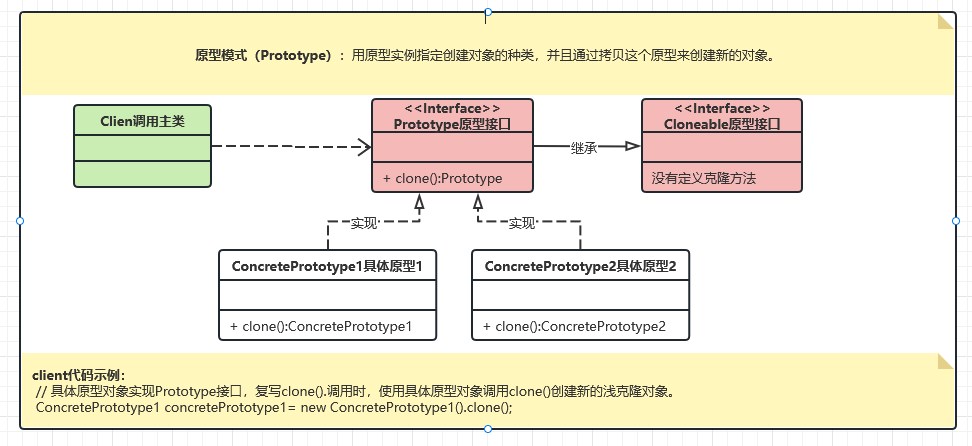 原型模式（Prototype）：用原型实例指定创建对象的种类，并且通过拷贝这个原型来创建新的对象。
Clien调用主类
<<Interface>>
Prototype原型接口
+ clone():Prototype
继承
<<Interface>>
Cloneable原型接口
没有定义克隆方法
实现
实现
ConcretePrototype1具体原型1
+ clone():ConcretePrototype1
ConcretePrototype2具体原型2
+ clone():ConcretePrototype2
client代码示例：
// 具体原型对象实现Prototype接口，复写clone().调用时，使用具体原型对象调用clone()创建新的浅克隆对象。
ConcretePrototype1 concretePrototype1= new ConcretePrototype1().clone();